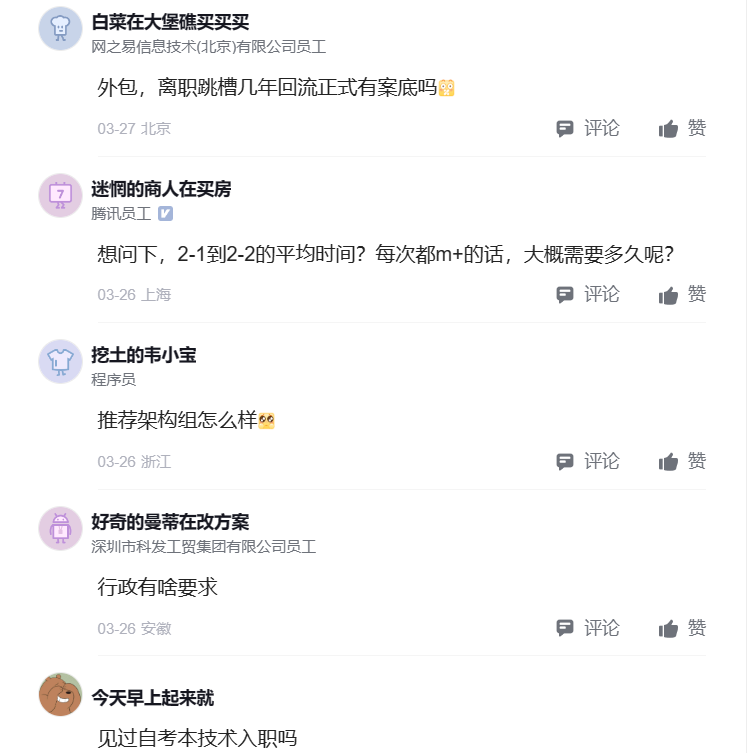 白菜在大堡礁买买买
网之易信息技术(北京)有限公司员工
外包，离职跳槽几年回流正式有案底吗
03-27 北京
评论 赞
迷惘的商人在买房
腾讯员工
想问下，2-1到2-2的平均时间？每次都m+的话，大概需要多久呢？
03-26 上海
评论 赞
挖土的韦小宝
程序员
推荐架构组怎么样
03-26 浙江
评论 赞
好奇的曼蒂在改方案
深圳市科发工贸集团有限公司员工
行政有啥要求
03-26 安徽
评论 赞
今天早上起来就
见过自考本技术入职吗